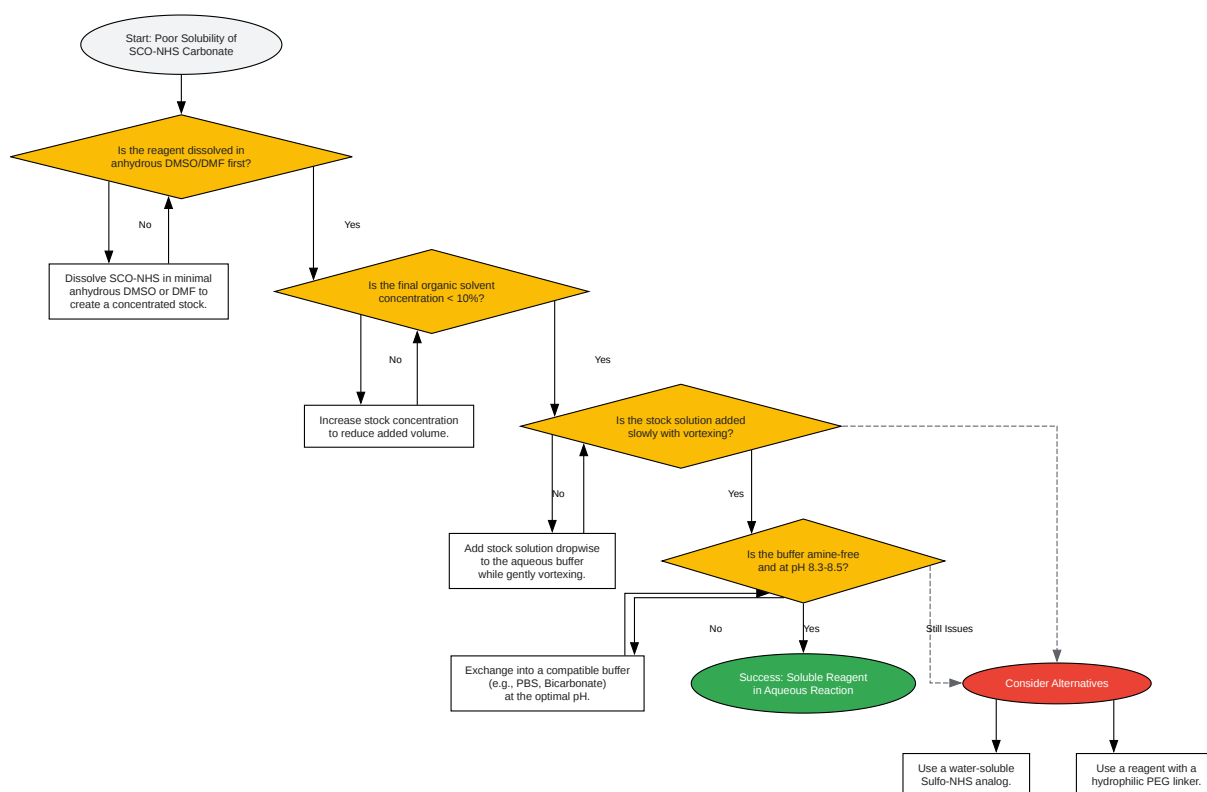 Start: Poor Solubility of
SCO-NHS Carbonate
Is the reagent dissolved in
anhydrous DMSO/DMF first?
No
Yes
Dissolve SCO-NHS in minimal
anhydrous DMSO or DMF to
create a concentrated stock.
Is the final organic solvent
concentration < 10%?
No
Yes
Increase stock concentration
to reduce added volume.
Is the stock solution added
slowly with vortexing?
No
Yes
Add stock solution dropwise
to the aqueous buffer
while gently vortexing.
Is the buffer amine-free
and at pH 8.3-8.5?
No
Yes
Still Issues
Exchange into a compatible buffer
(e.g., PBS, Bicarbonate)
at the optimal pH.
Success: Soluble Reagent
in Aqueous Reaction
Consider Alternatives
Use a water-soluble
Sulfo-NHS analog.
Use a reagent with a
hydrophilic PEG linker.